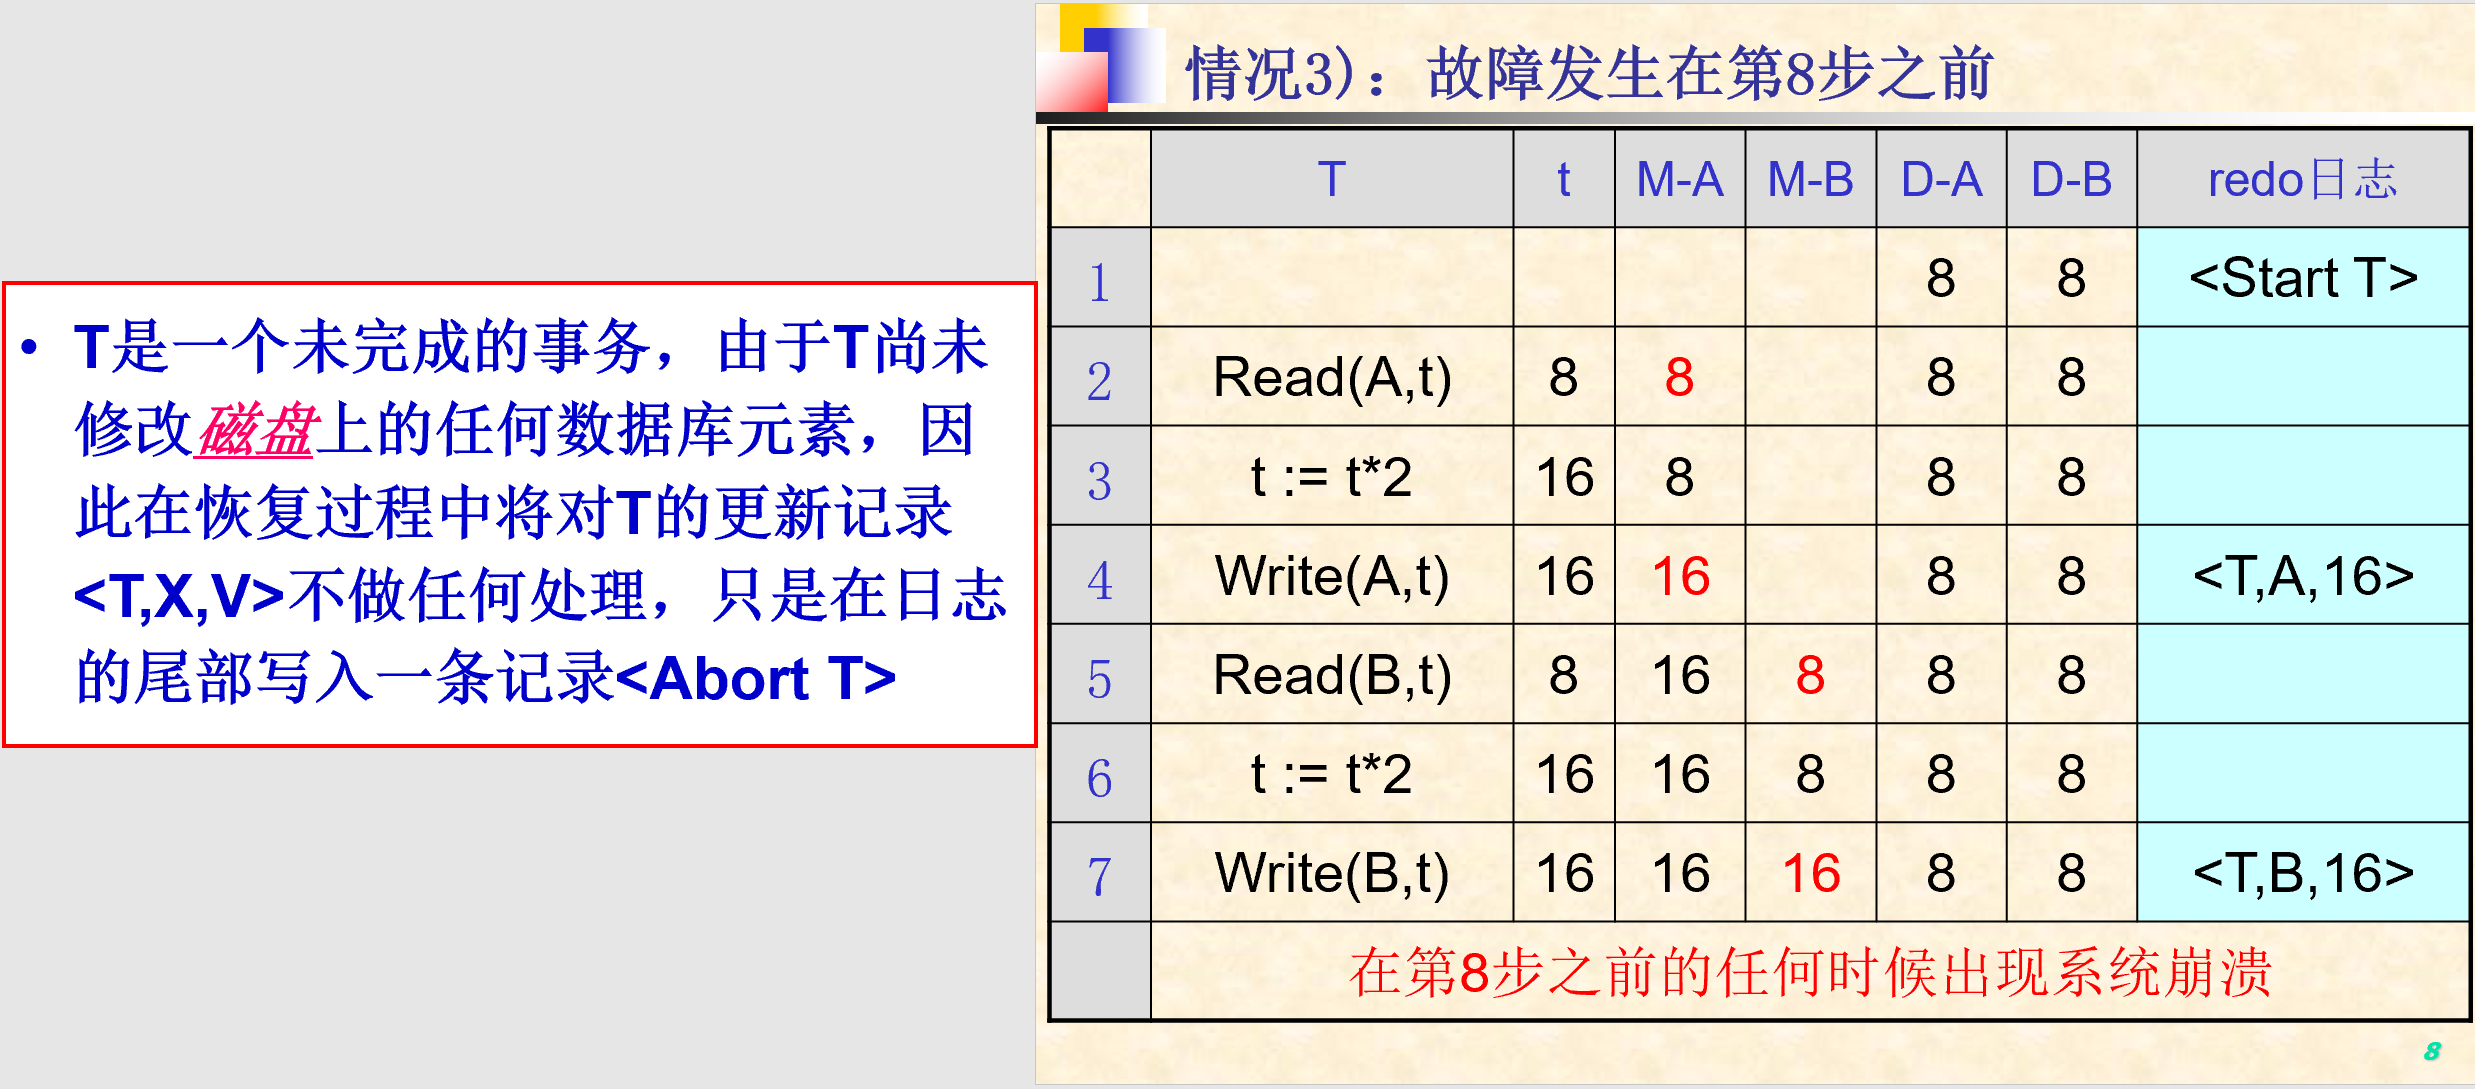 • T是一个未完成的事务，由于T尚未
修改磁盘上的任何数据库元素，因
此在恢复过程中将对T的更新记录
<T,X,V>不做任何处理，只是在日志
的尾部写入一条记录<Abort T>
情况3)：故障发生在第8步之前
T t M-A M-B D-A D-B redo日志
1 8 8 <Start T>
2 Read(A,t) 8 8 8 8
3 t := t*2 16 8 8 8
4 Write(A,t) 16 16 8 8 <T,A,16>
5 Read(B,t) 8 16 8 8 8
6 t := t*2 16 16 8 8 8
7 Write(B,t) 16 16 16 8 8 <T,B,16>
在第8步之前的任何时候出现系统崩溃
8